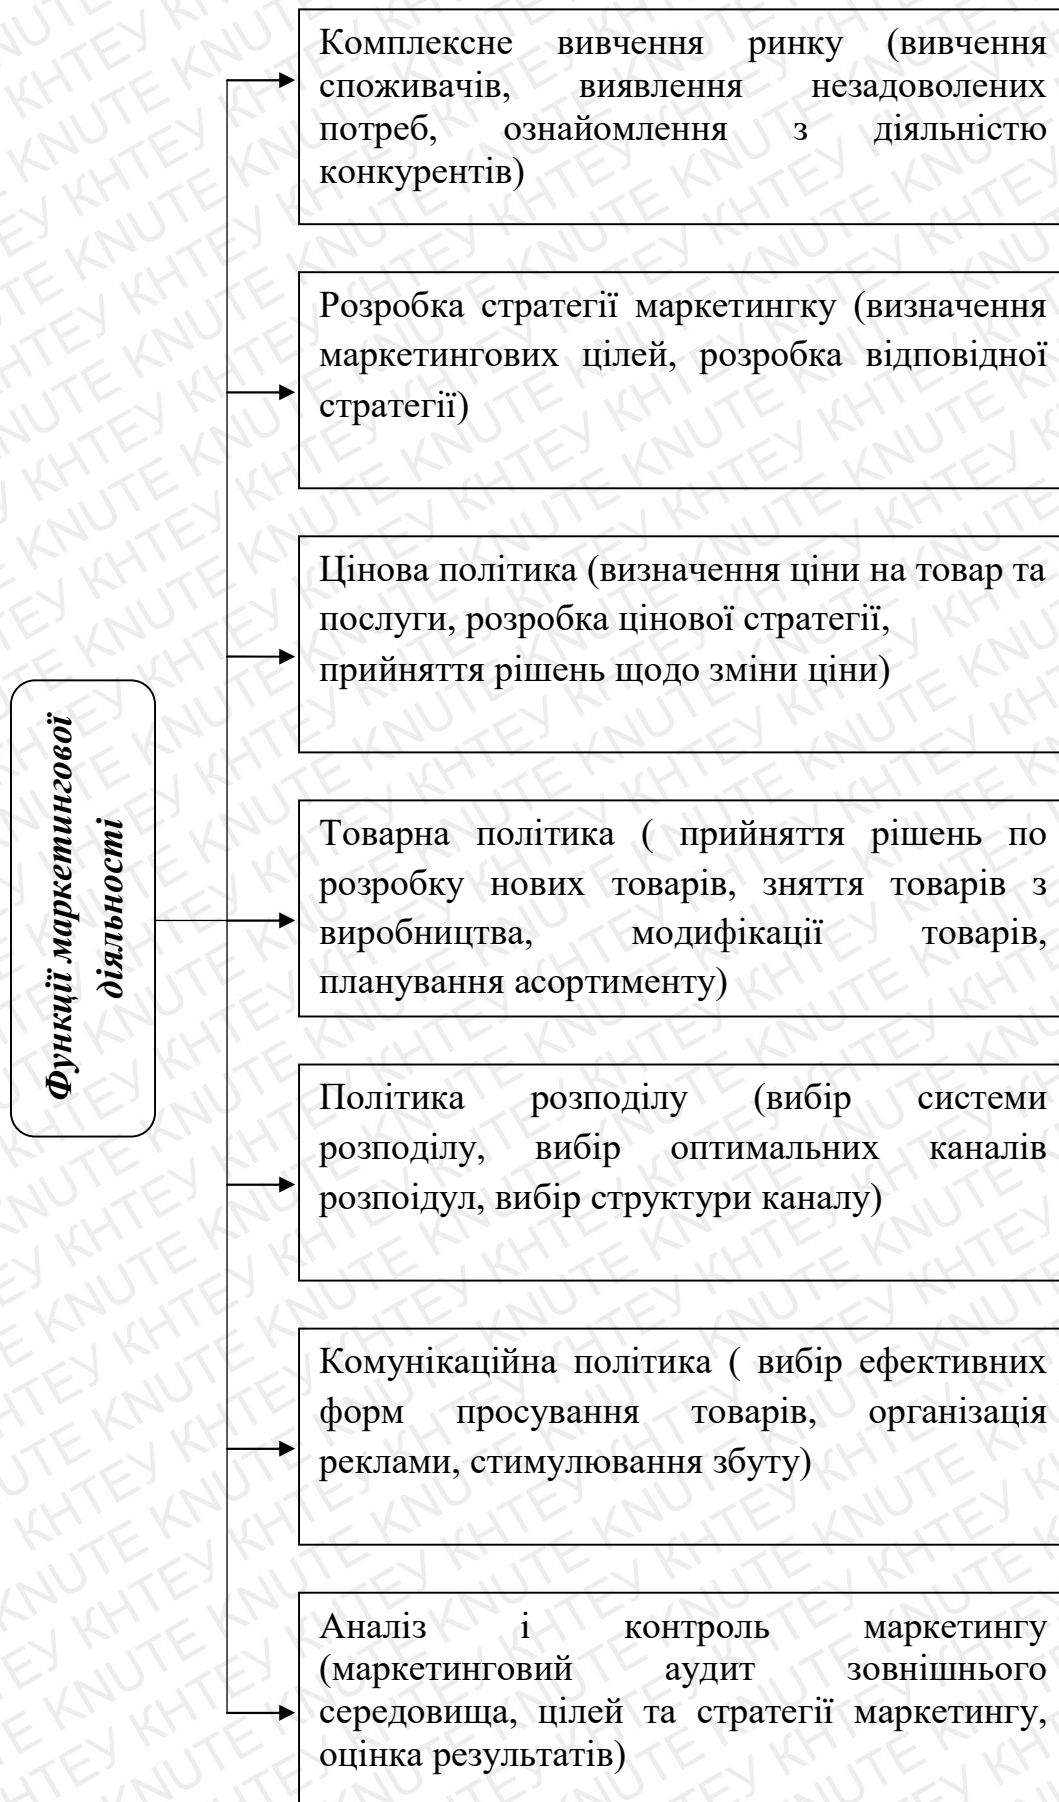 Комплексне вивчення ринку (вивчення
споживачів, виявлення незадоволених
потреб, ознайомлення з діяльністю
конкурентів)
Розробка стратегії маркетингку (визначення
маркетингових цілей, розробка відповідної
стратегії)
Цінова політика (визначення ціни на товар та
послуги, розробка цінової стратегії,
прийняття рішень щодо зміни ціни)
Функції маркетингової
діяльності
Товарна політика ( прийняття рішень по
розробку нових товарів, зняття товарів з
виробництва, модифікації товарів,
планування асортименту)
Політика розподілу (вибір системи
розподілу, вибір оптимальних каналів
розпоідул, вибір структури каналу)
Комунікаційна політика ( вибір ефективних
форм просування товарів, організація
реклами, стимулювання збуту)
Аналіз і контроль маркетингу
(маркетинговий аудит зовнішнього
середовища, цілей та стратегії маркетингу,
оцінка результатів)